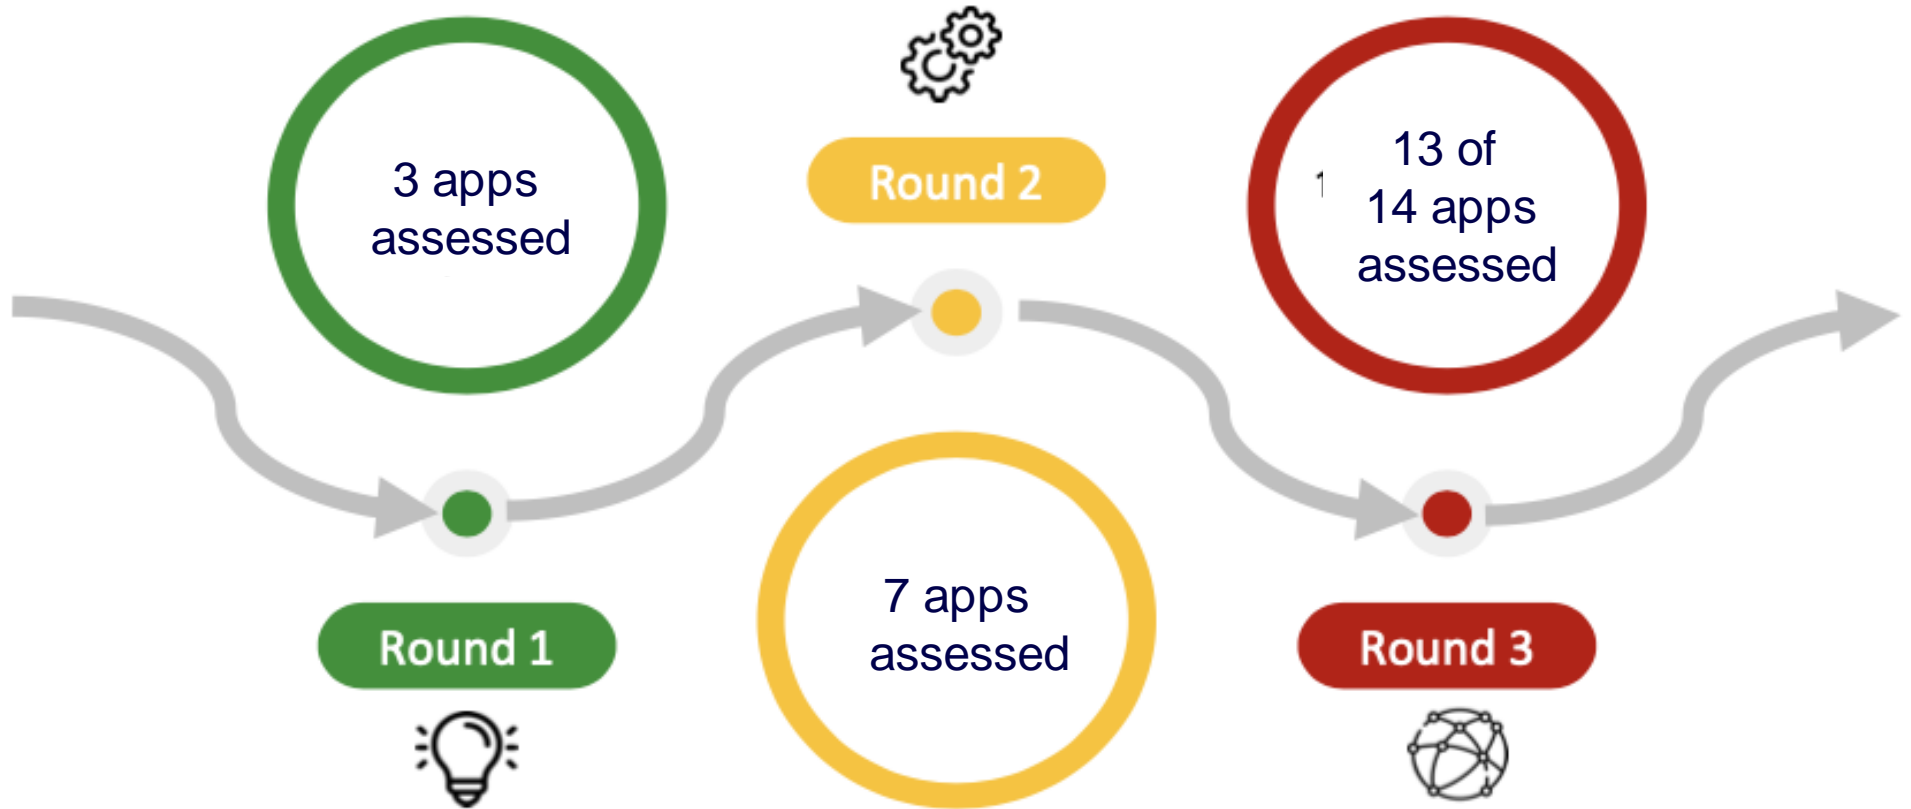 3 apps
assessed
Round 1
Round 2
7 apps
assessed
13 of
14 apps
assessed
Round 3